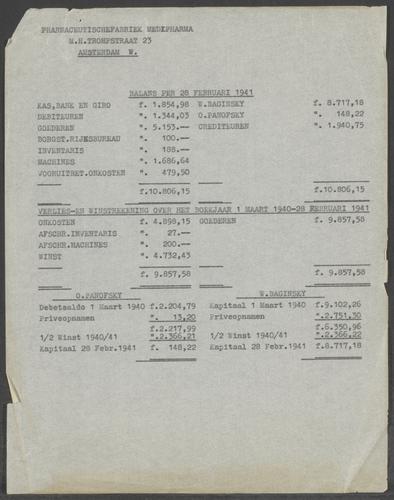 PHARMACEUTISCHEFABRIEK MEDIPHARMA
M.H.TROMPSTRAAT 23
AMSTERDAM W.
BALANS PER 28 FEBRUARI 1941
KAS,BANK EN GIRO f. 1.854,98 W.BAGINSKY f. 8.717,18
DEBITEUREN ". 1.344,03 O.PANOFSKY ". 148,22
GOEDEREN ". 5.153.— CREDITEUREN ". 1.940,75
BORGST.RIJKSBUREAU ". 100.—
INVENTARIS ". 188.—
MACHINES ". 1.686,64
VOORUITBET.ONKOSTEN ". 479,50
f.10.806,15 f.10.806,15
VERLIES-EN WINSTREKENING OVER HET BOEKJAAR 1 MAART 1940-28 FEBRUARI 1941
ONKOSTEN f. 4.898,15 GOEDEREN f. 9.857,58
AFSCHR.INVENTARIS ". 27.—
AFSCHR.MACHINES ". 200.—
WINST ". 4.732,43
f. 9.857,58 f. 9.857,58
O.PANOFSKY W.BAGINSKY
Debetsaldo 1 Maart 1940 f.2.204,79 Kapitaal 1 Maart 1940 f.9.102,26
Priveopnamen ". 13,20 Priveopnamen ".2.751,30
f.2.217,99 f.6.350,96
1/2 Winst 1940/41 ".2.366,21 1/2 Winst 1940/41 ".2.366,22
Kapitaal 28 Febr.1941 f. 148,22 Kapitaal 28 Febr.1941 f.8.717,18